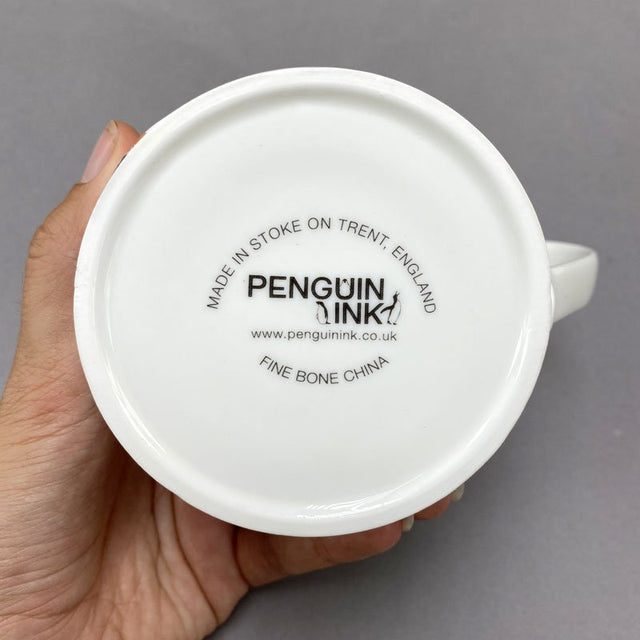 MADE IN STOKE ON TRENT, ENGLAND
PENGUIN
INK
www.penguinink.co.uk
FINE BONE CHINA